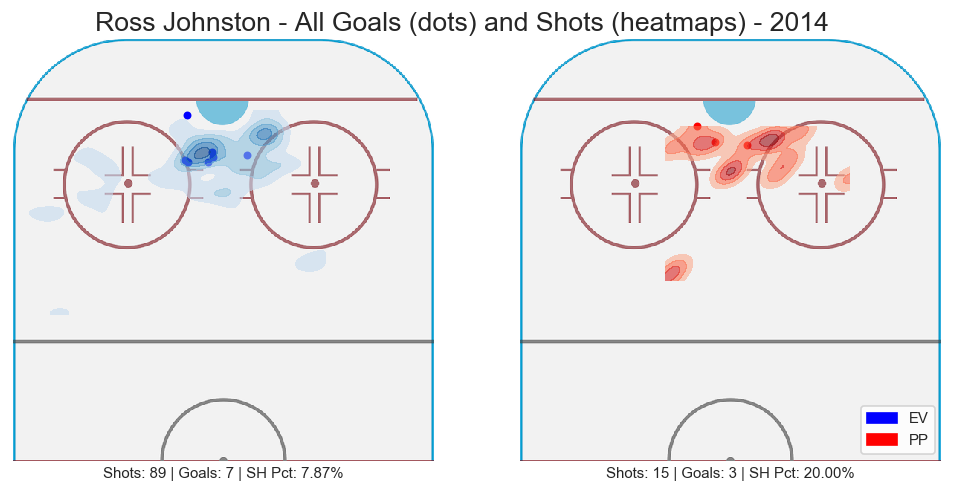 Ross Johnston - All Goals (dots) and Shots (heatmaps) - 2014
EV
PP
Shots: 89 | Goals: 7 | SH Pct: 7.87%
Shots: 15 | Goals: 3 | SH Pct: 20.00%